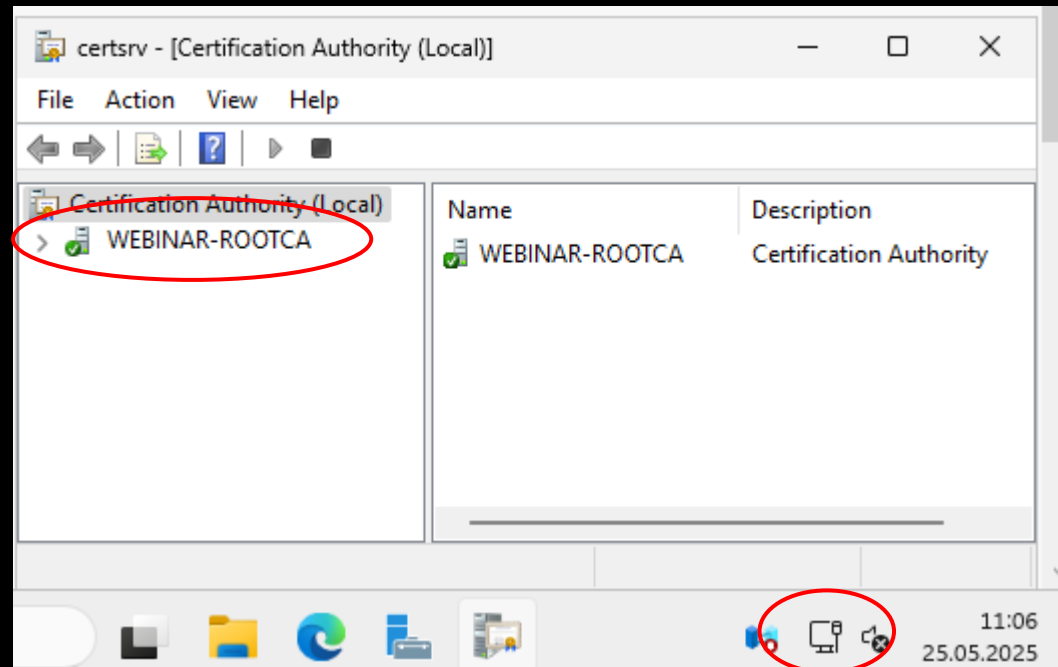 certsrv - [Certification Authority (Local)]
File Action View Help
Certification Authority (Local)
WEBINAR-ROOTCA
Name Description
WEBINAR-ROOTCA Certification Authority
11:06
25.05.2025